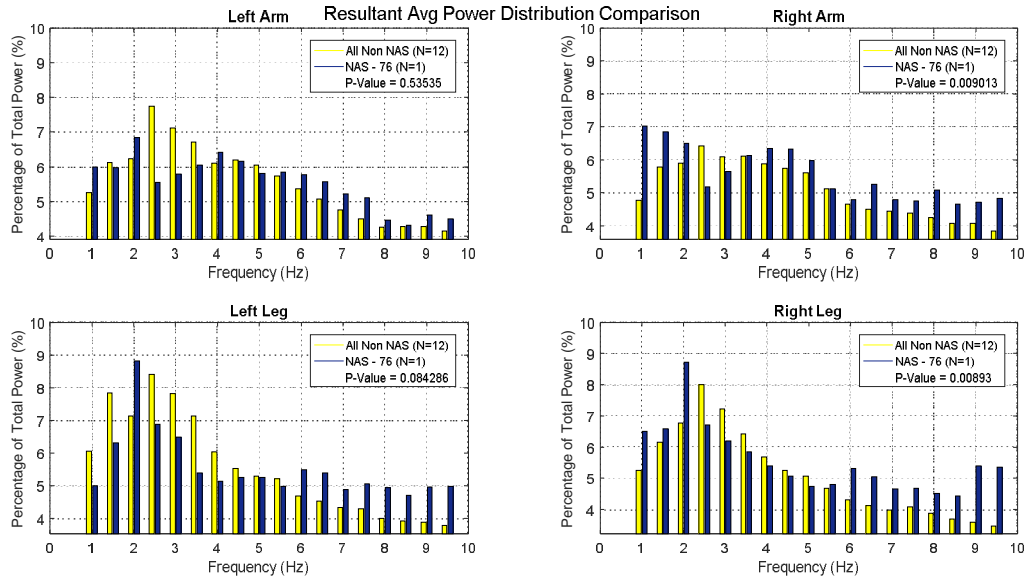 Resultant Avg Power Distribution Comparison
Left Arm
Percentage of Total Power (%)
10
9
8
7
6
5
4
All Non NAS (N=12)
NAS - 76 (N=1)
P-Value = 0.53535
0 1 2 3 4 5 6 7 8 9 10
Frequency (Hz)
Right Arm
Percentage of Total Power (%)
10
9
8
7
6
5
4
All Non NAS (N=12)
NAS - 76 (N=1)
P-Value = 0.009013
0 1 2 3 4 5 6 7 8 9 10
Frequency (Hz)
Left Leg
Percentage of Total Power (%)
10
9
8
7
6
5
4
All Non NAS (N=12)
NAS - 76 (N=1)
P-Value = 0.084286
0 1 2 3 4 5 6 7 8 9 10
Frequency (Hz)
Right Leg
Percentage of Total Power (%)
10
9
8
7
6
5
4
All Non NAS (N=12)
NAS - 76 (N=1)
P-Value = 0.00893
0 1 2 3 4 5 6 7 8 9 10
Frequency (Hz)